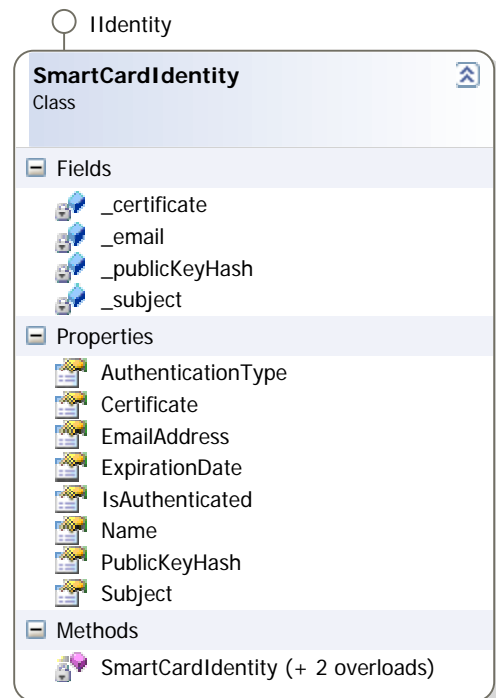 IIdentity
SmartCardIdentity
Class
Fields
_certificate
_email
_publicKeyHash
_subject
Properties
AuthenticationType
Certificate
EmailAddress
ExpirationDate
IsAuthenticated
Name
PublicKeyHash
Subject
Methods
SmartCardIdentity (+ 2 overloads)